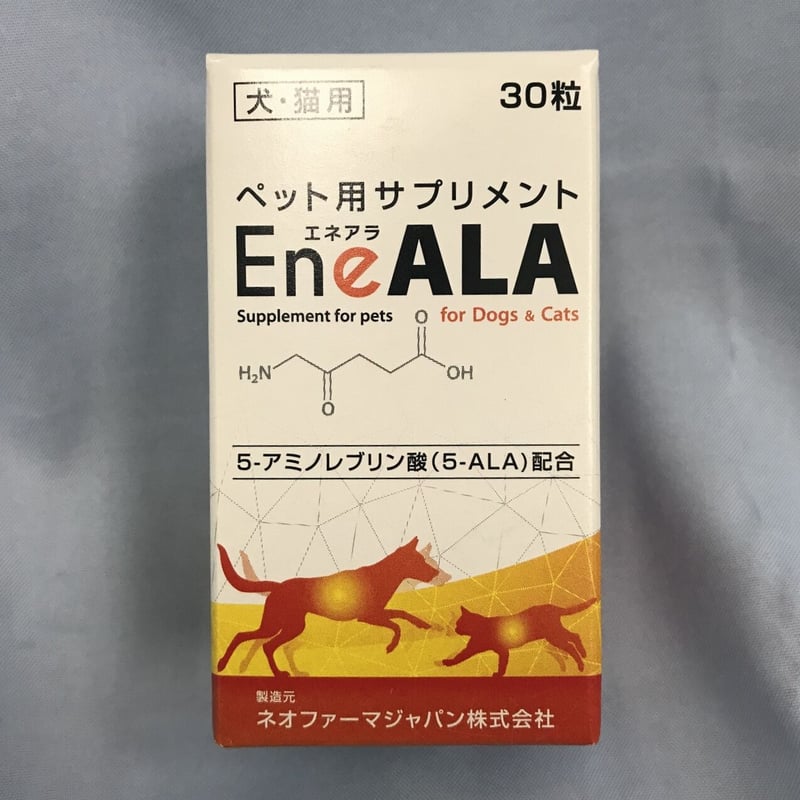 犬・猫用
30粒
ペット用サプリメント
エネアラ
EneALA
Supplement for pets for Dogs & Cats
O
H₂N
OH
O
5-アミノレブリン酸(5-ALA)配合
製造元
ネオファーマジャパン株式会社